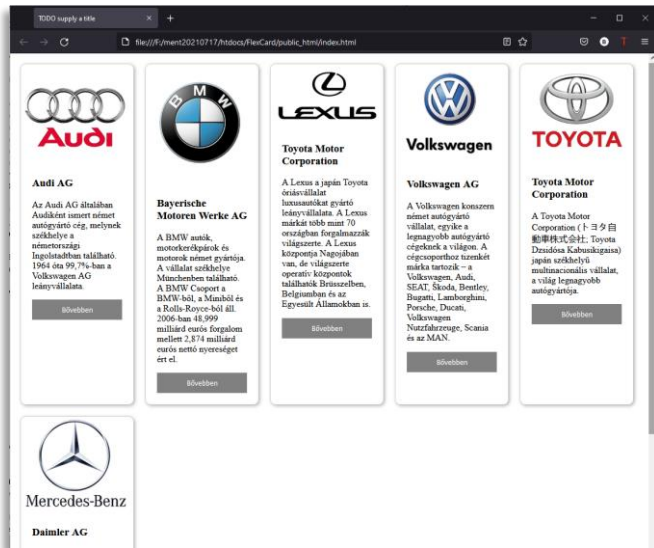 TODO supply a title
file:///F:/ment20210717/htdocs/FlexCard/public_html/index.html
Audi
Audi AG
Az Audi AG általában
Audiként ismert német
autógyártó cég, melynek
székhelye a
németországi
Ingolstadtban található.
1964 óta 99,7%-ban a
Volkswagen AG
leányvállalata.
Bővebben
BMW
Bayerische
Motoren Werke AG
A BMW autók,
motorkerékpárok és
motorok német gyártója.
A vállalat székhelye
Münchenben található.
A BMW Csoport a
BMW-ból, a Miniból és
a Rolls-Royce-ból áll.
2006-ban 48,999
milliárd eurós forgalom
mellett 2,874 milliárd
eurós nettó nyereséget
ért el.
Bővebben
LEXUS
Toyota Motor
Corporation
A Lexus a japán Toyota
óriásvállalat
luxusautókat gyártó
leányvállalata. A Lexus
márkát több mint 70
országban forgalmazzák
világszerte. A Lexus
központja Nagojában
van, de világszerte
operatív központok
találhatók Brüsszelben,
Belgiumban és az
Egyesült Államokban is.
Bővebben
Volkswagen
Volkswagen AG
A Volkswagen konszern
német autógyártó
vállalat, egyike a
legnagyobb autógyártó
cégeknek a világon. A
cégcsoporthoz tizenkét
márka tartozik – a
Volkswagen, Audi,
SEAT, Škoda, Bentley,
Bugatti, Lamborghini,
Porsche, Ducati,
Volkswagen
Nutzfahrzeuge, Scania
és az MAN.
Bővebben
TOYOTA
Toyota Motor
Corporation
A Toyota Motor
Corporation (トヨタ自
動車株式会社, Toyota
Dzsidósa Kabusikigaisa)
japán székhelyű
multinacionális vállalat,
a világ legnagyobb
autógyártója.
Bővebben
Mercedes-Benz
Daimler AG